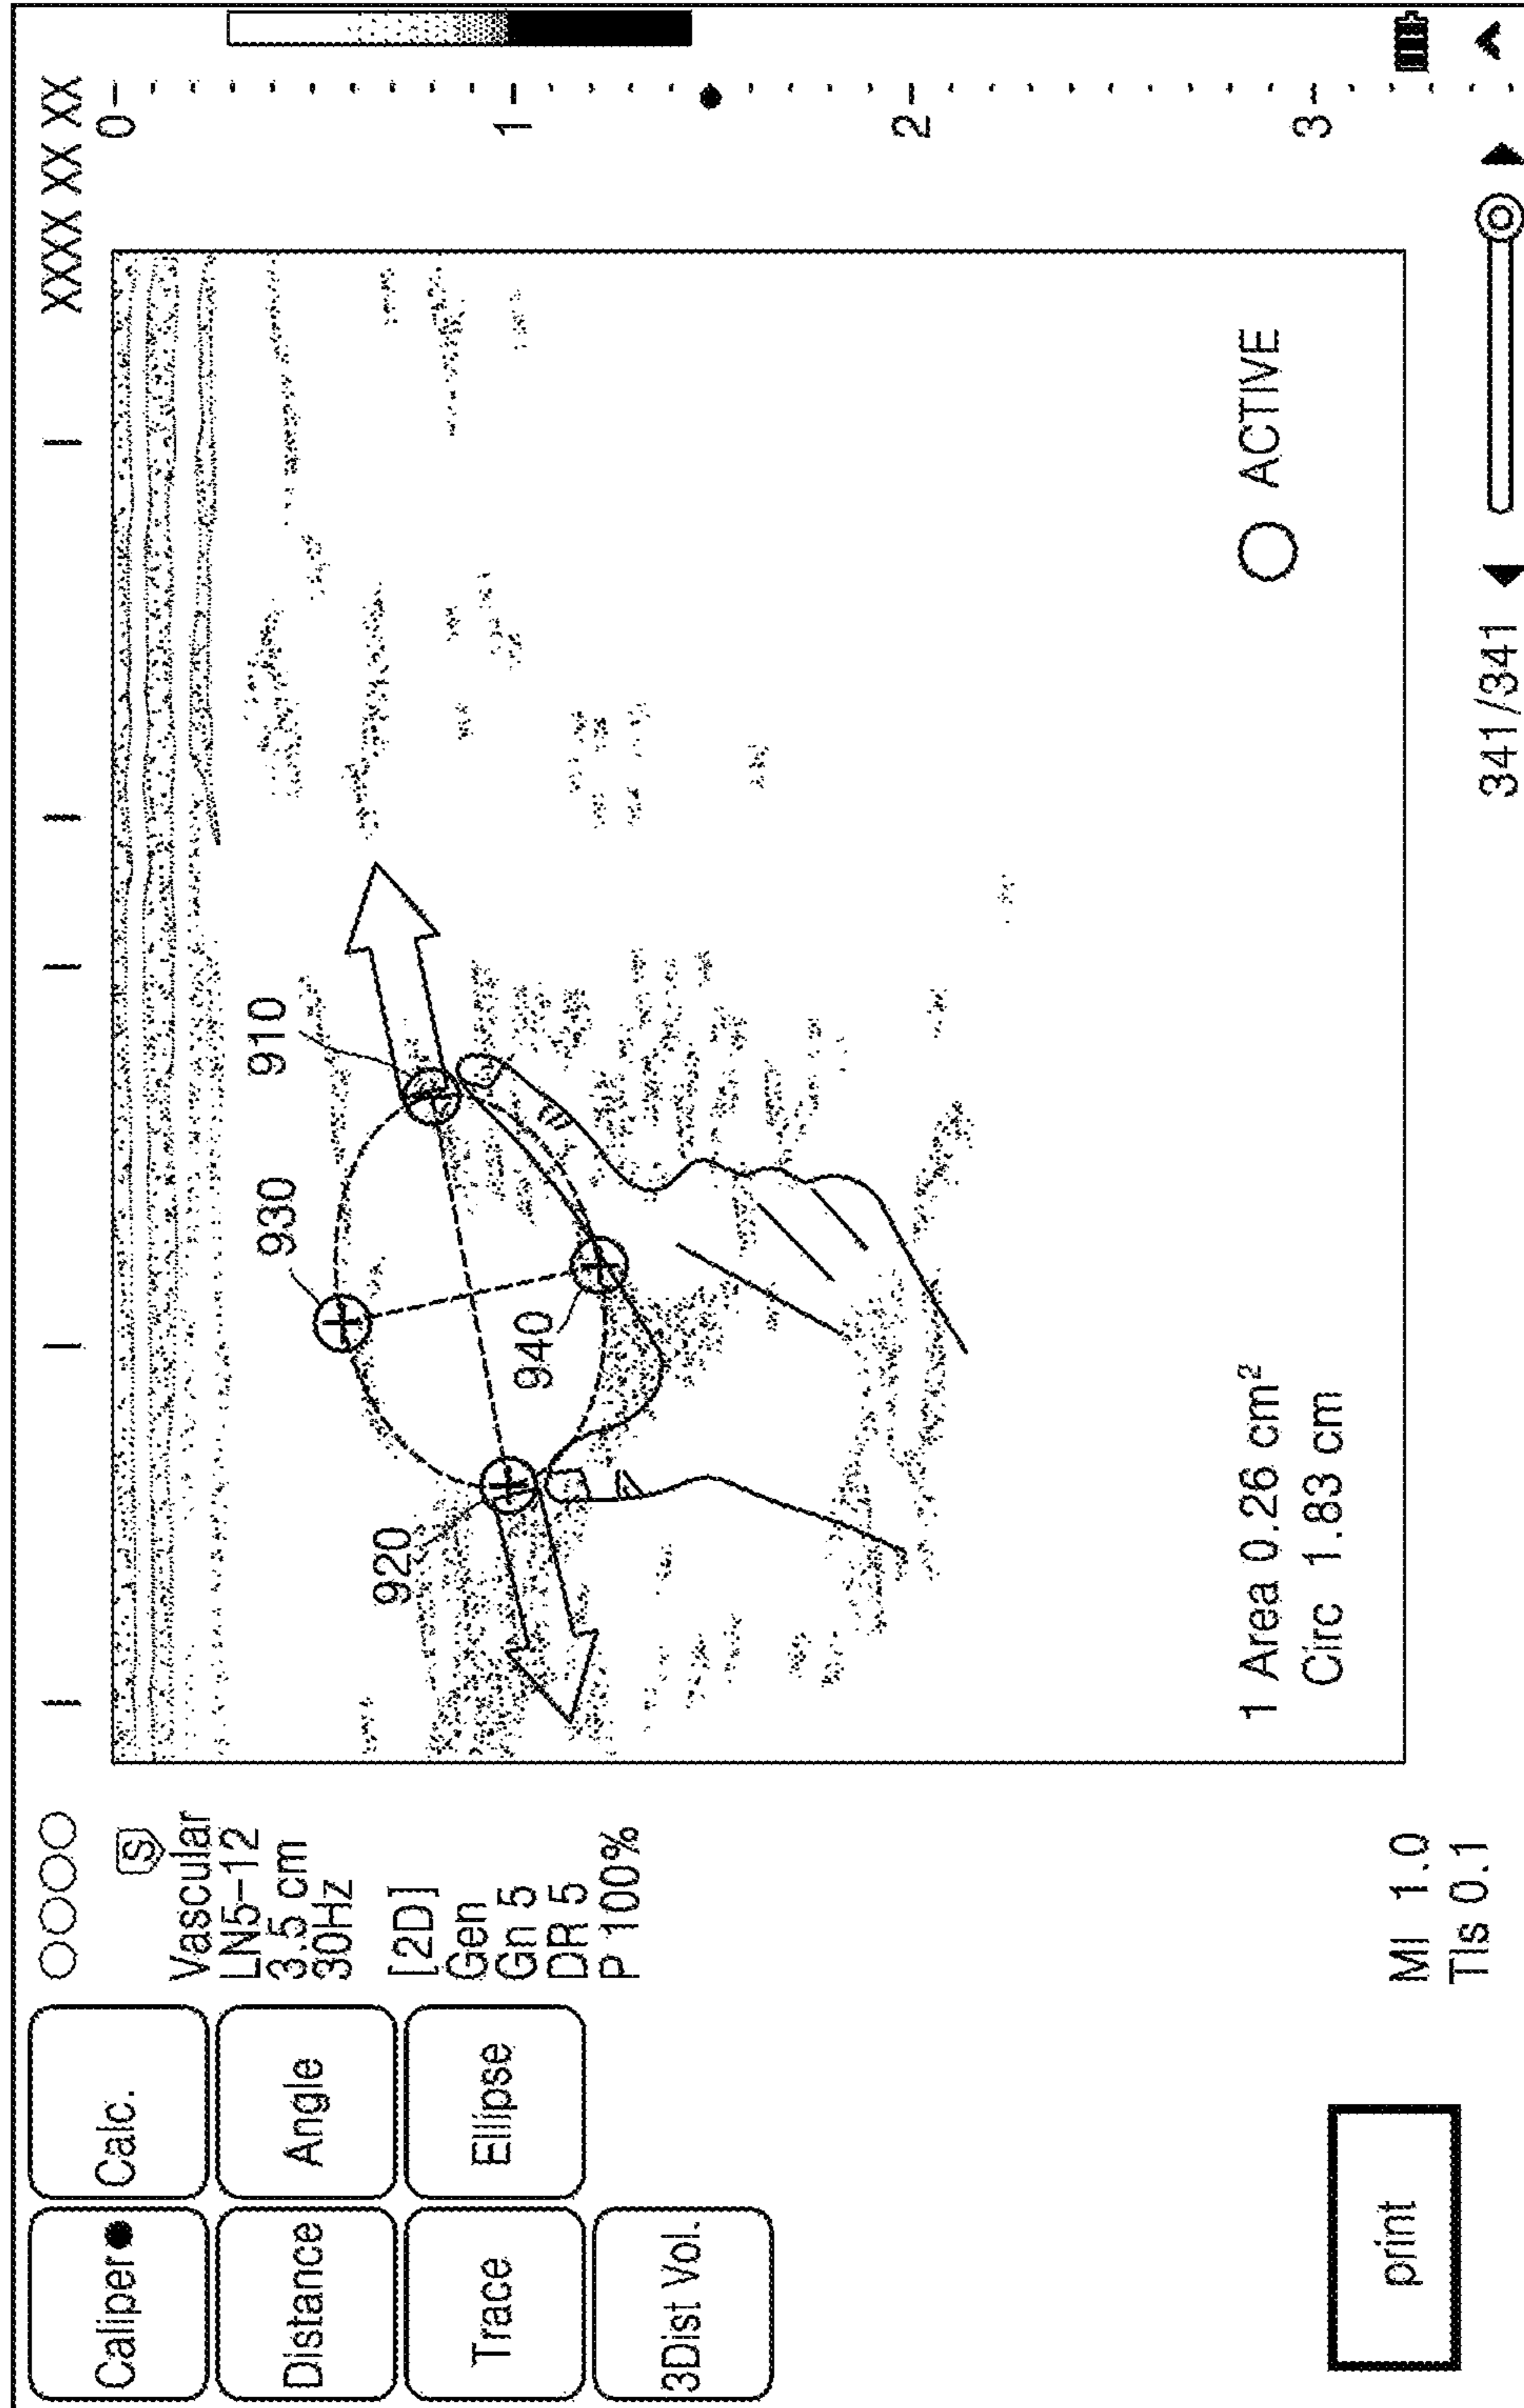 Caliper Calc.
Distance Angle
Trace Ellipse
3Dist Vol.
print
S
Vascular
LN5-12
3.5 cm
30Hz
[2D]
Gen
Gn 5
DR 5
P 100%
MI 1.0
TIs 0.1
XXXX XX XX
0
1
2
3
910
920
930
940
1 Area 0.26 cm²
Circ 1.83 cm
ACTIVE
341/341